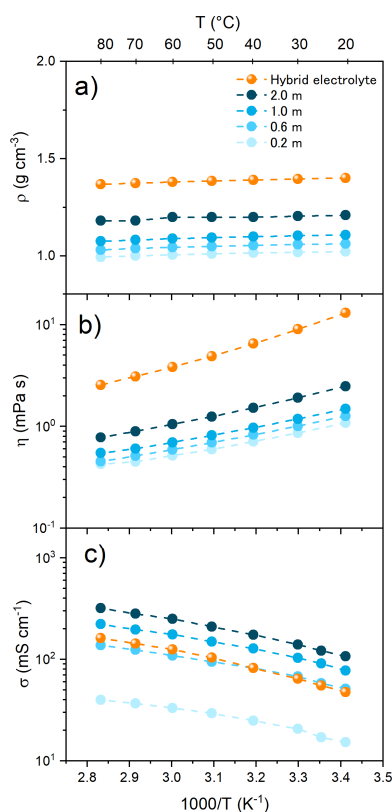 T (°C)
80 70 60 50 40 30 20
2.0
a)
Hybrid electrolyte
2.0 m
1.0 m
0.6 m
0.2 m
1.5
1.0
ρ (g cm⁻³)
b)
10¹
10⁰
10⁻¹
η (mPa s)
c)
10³
10²
10¹
σ (mS cm⁻¹)
2.8 2.9 3.0 3.1 3.2 3.3 3.4 3.5
1000/T (K⁻¹)